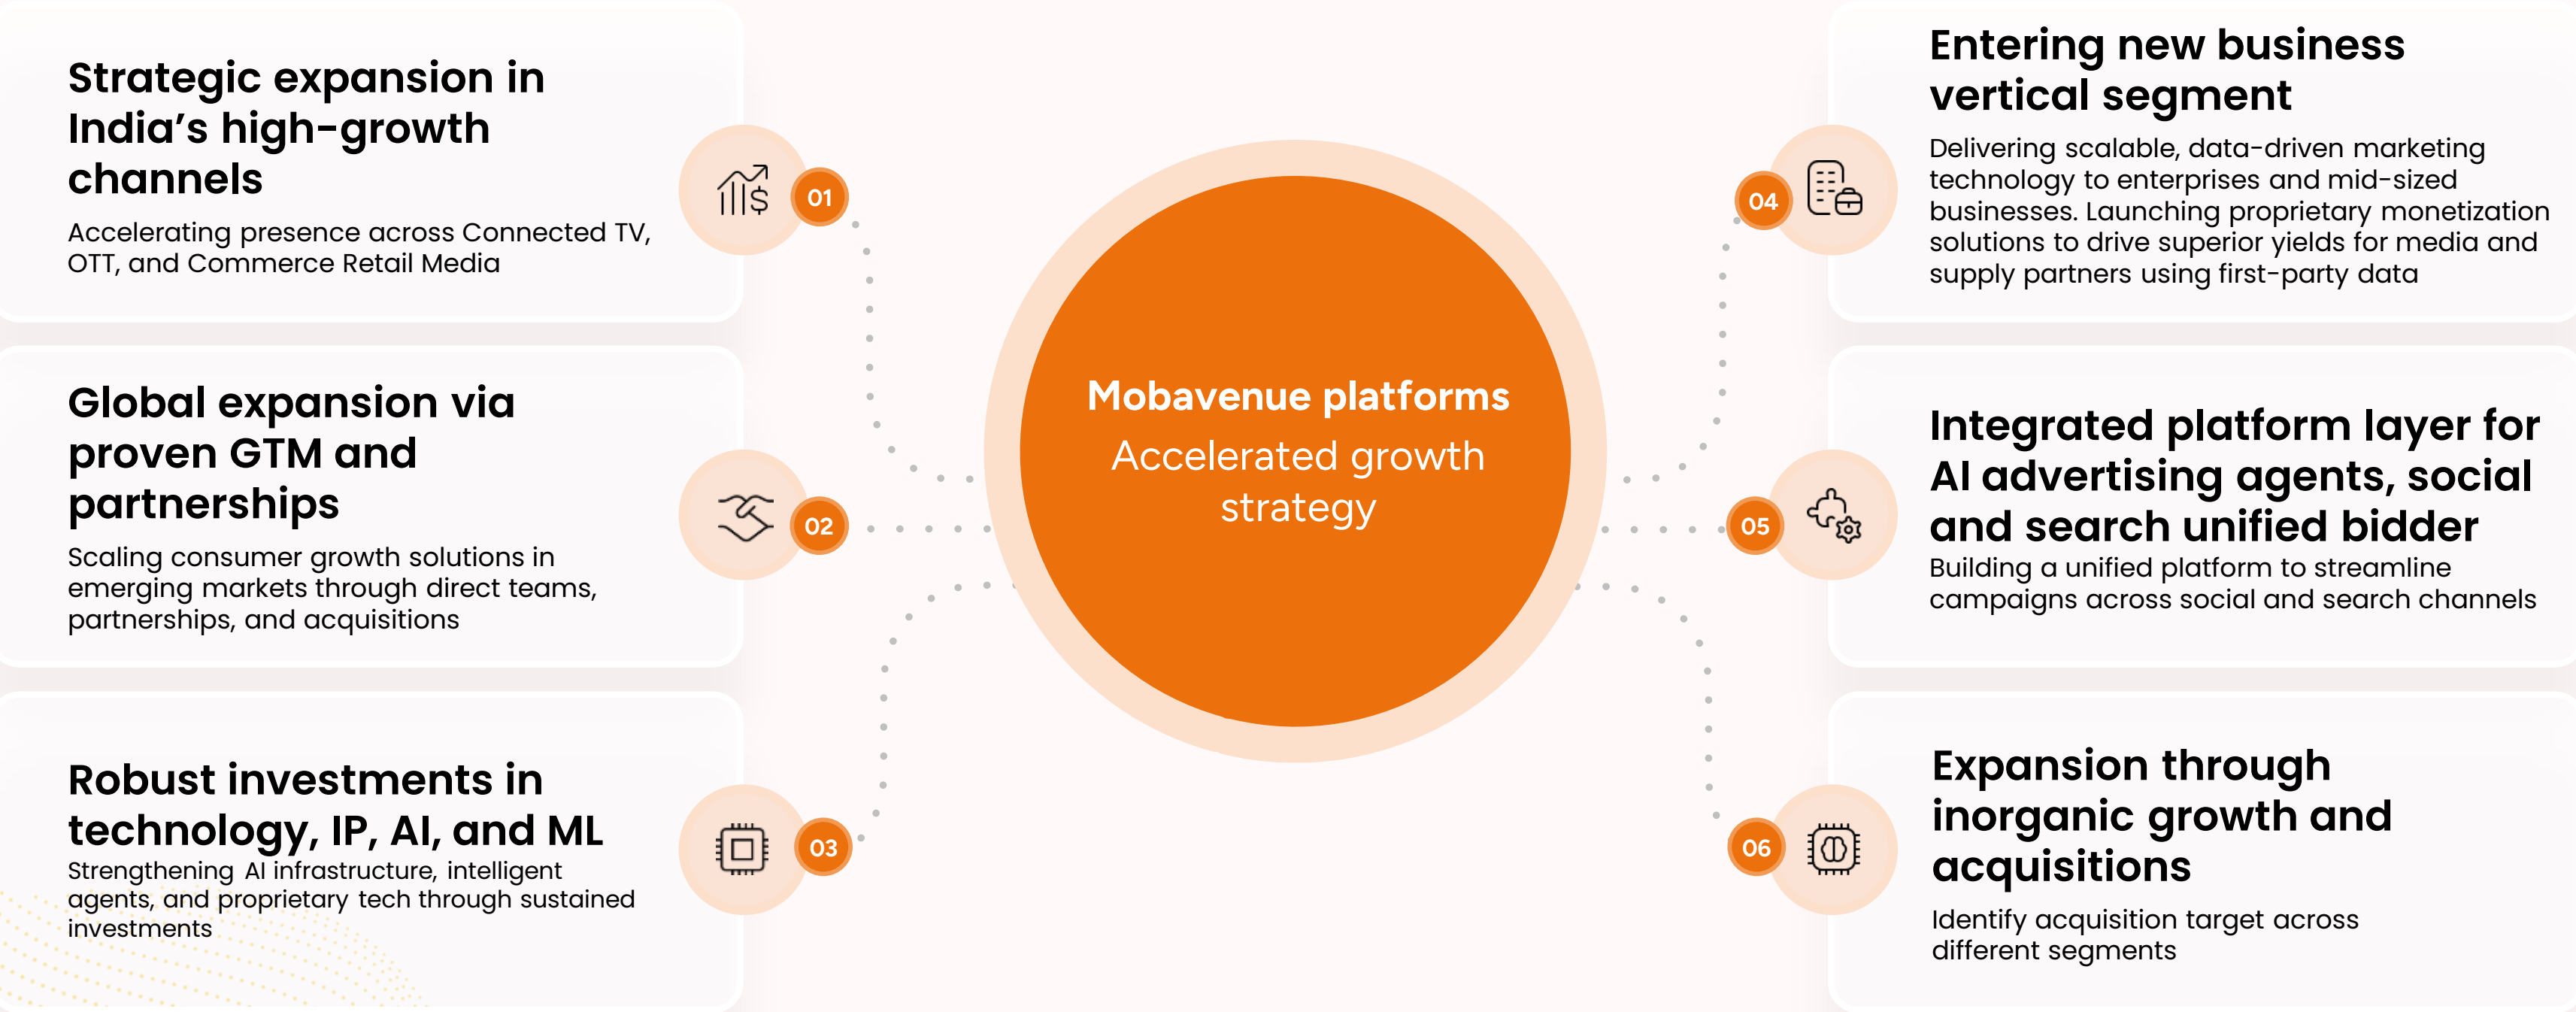 Strategic expansion in
India’s high-growth
channels
Accelerating presence across Connected TV,
OTT, and Commerce Retail Media
01
Global expansion via
proven GTM and
partnerships
Scaling consumer growth solutions in
emerging markets through direct teams,
partnerships, and acquisitions
02
Robust investments in
technology, IP, AI, and ML
Strengthening AI infrastructure, intelligent
agents, and proprietary tech through sustained
investments
03
Mobavenue platforms
Accelerated growth
strategy
Entering new business
vertical segment
Delivering scalable, data-driven marketing
technology to enterprises and mid-sized
businesses. Launching proprietary monetization
solutions to drive superior yields for media and
supply partners using first-party data
04
Integrated platform layer for
AI advertising agents, social
and search unified bidder
Building a unified platform to streamline
campaigns across social and search channels
05
Expansion through
inorganic growth and
acquisitions
Identify acquisition target across
different segments
06